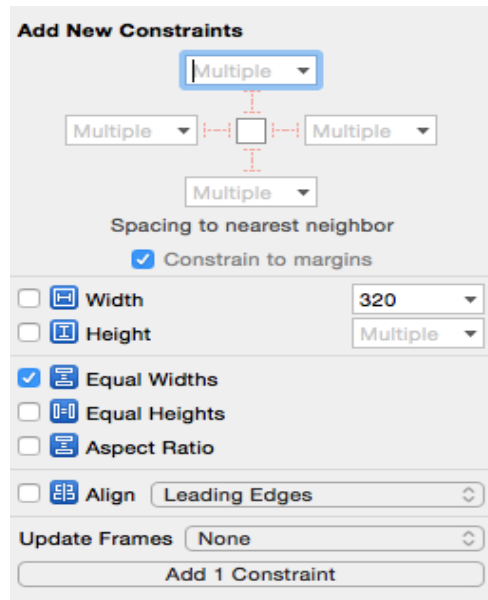 Add New Constraints
Multiple
Multiple Multiple
Multiple
Spacing to nearest neighbor
Constrain to margins
Width 320
Height Multiple
Equal Widths
Equal Heights
Aspect Ratio
Align Leading Edges
Update Frames None
Add 1 Constraint